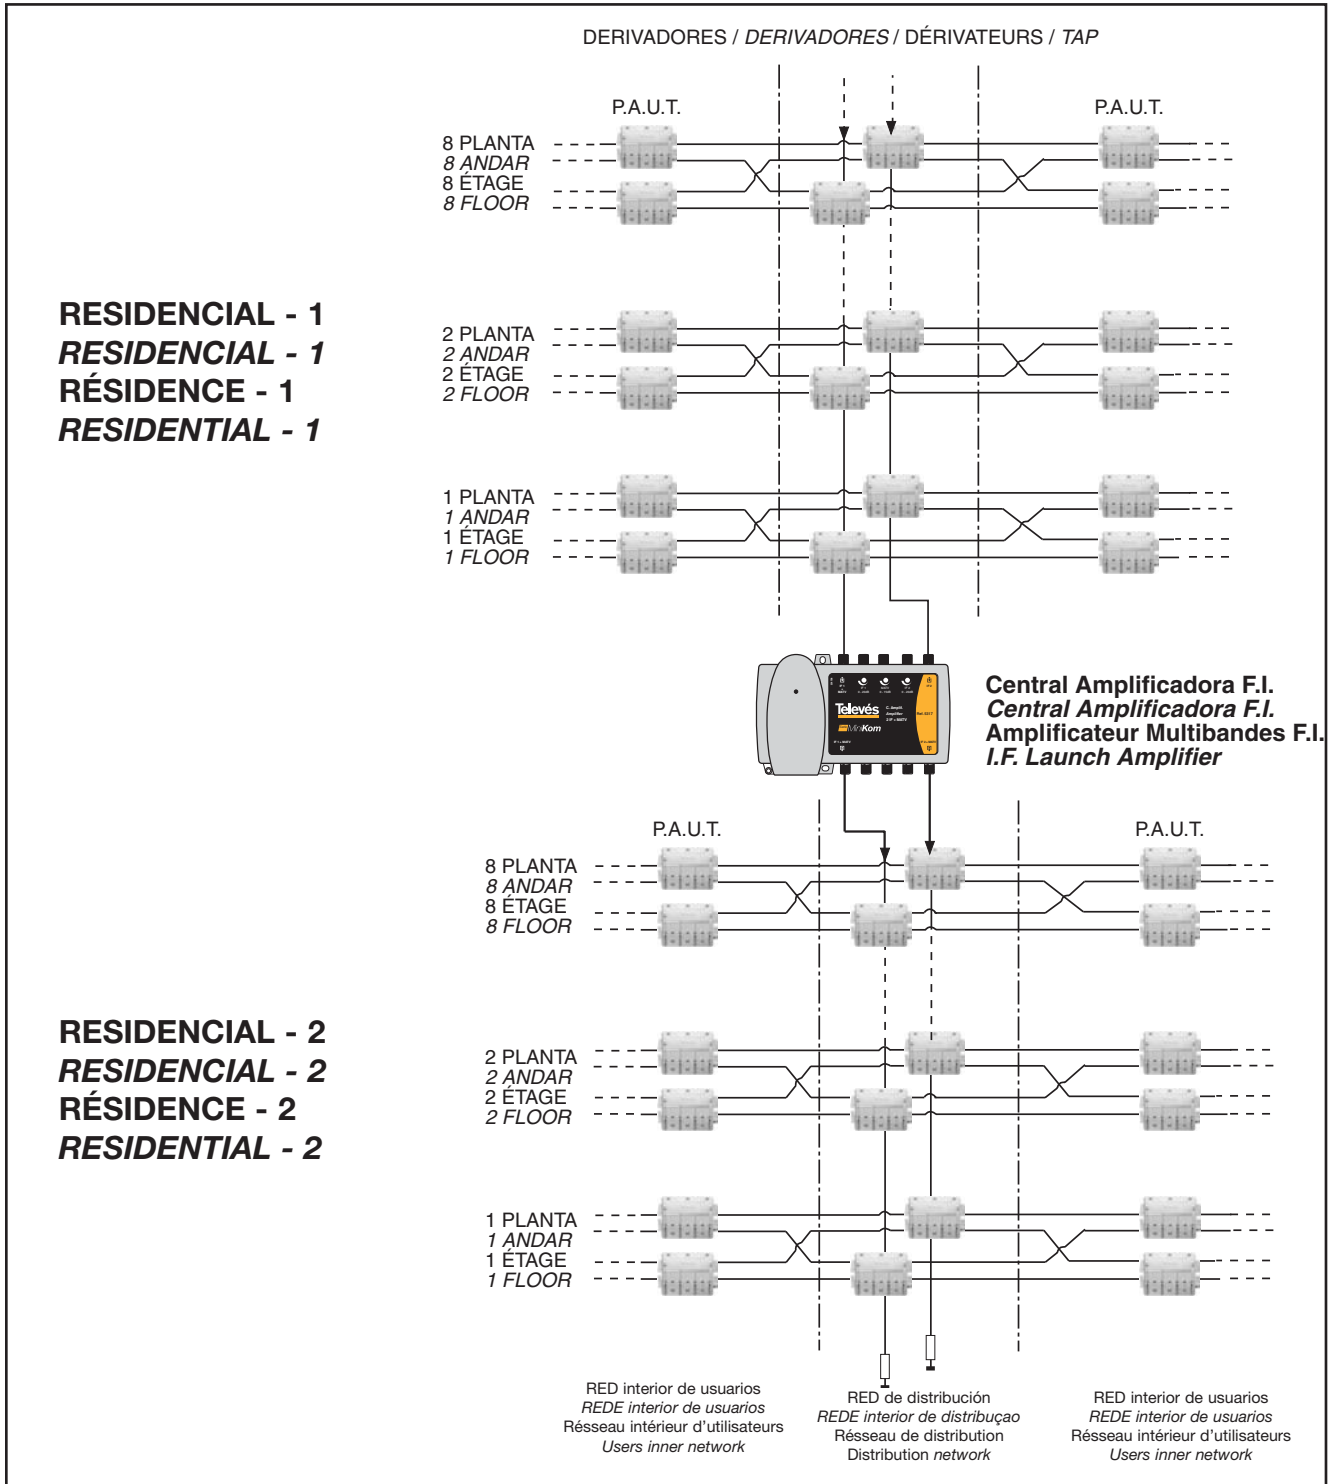 DERIVADORES / DERIVADORES / DÉRIVATEURS / TAP
P.A.U.T.
P.A.U.T.
8 PLANTA
8 ANDAR
8 ÉTAGE
8 FLOOR
RESIDENCIAL - 1
RESIDENCIAL - 1
RÉSIDENCE - 1
RESIDENTIAL - 1
2 PLANTA
2 ANDAR
2 ÉTAGE
2 FLOOR
1 PLANTA
1 ANDAR
1 ÉTAGE
1 FLOOR
Televés
MiniKom
C. Ampli.
Amplifier
Central Amplificadora F.I.
Central Amplificadora F.I.
Amplificateur Multibandes F.I.
I.F. Launch Amplifier
P.A.U.T.
P.A.U.T.
8 PLANTA
8 ANDAR
8 ÉTAGE
8 FLOOR
RESIDENCIAL - 2
RESIDENCIAL - 2
RÉSIDENCE - 2
RESIDENTIAL - 2
2 PLANTA
2 ANDAR
2 ÉTAGE
2 FLOOR
1 PLANTA
1 ANDAR
1 ÉTAGE
1 FLOOR
RED interior de usuarios
REDE interior de usuarios
Résseau intérieur d'utilisateurs
Users inner network
RED de distribución
REDE interior de distribuçao
Résseau de distribution
Distribution network
RED interior de usuarios
REDE interior de usuarios
Résseau intérieur d'utilisateurs
Users inner network